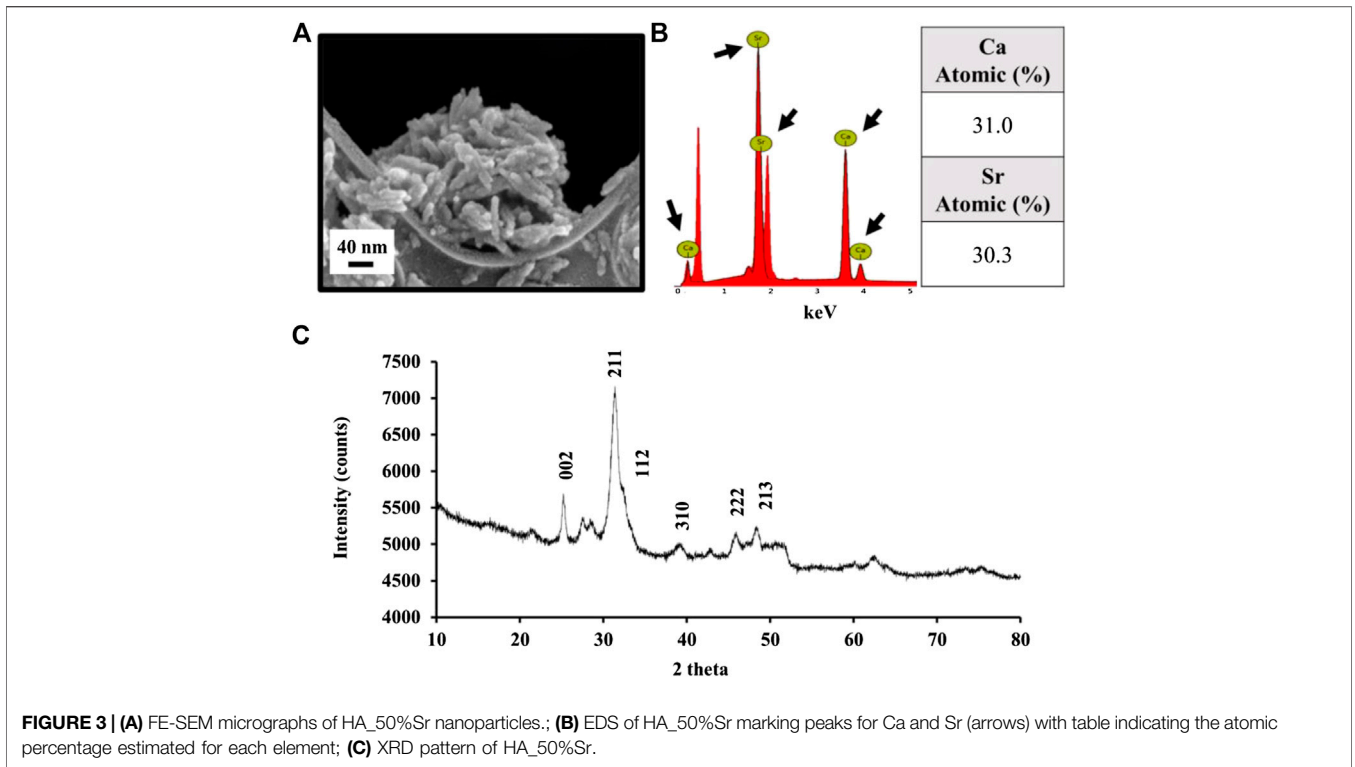 A
40 nm
B
Sr
Sr
Ca
Ca
Ca
0 1 2 3 4 5
keV
Ca
Atomic (%)
31.0
Sr
Atomic (%)
30.3
C
7500
7000
6500
6000
5500
5000
4500
4000
Intensity (counts)
002
211
112
310
222
213
10 20 30 40 50 60 70 80
2 theta
FIGURE 3 | (A) FE-SEM micrographs of HA_50%Sr nanoparticles.; (B) EDS of HA_50%Sr marking peaks for Ca and Sr (arrows) with table indicating the atomic
percentage estimated for each element; (C) XRD pattern of HA_50%Sr.